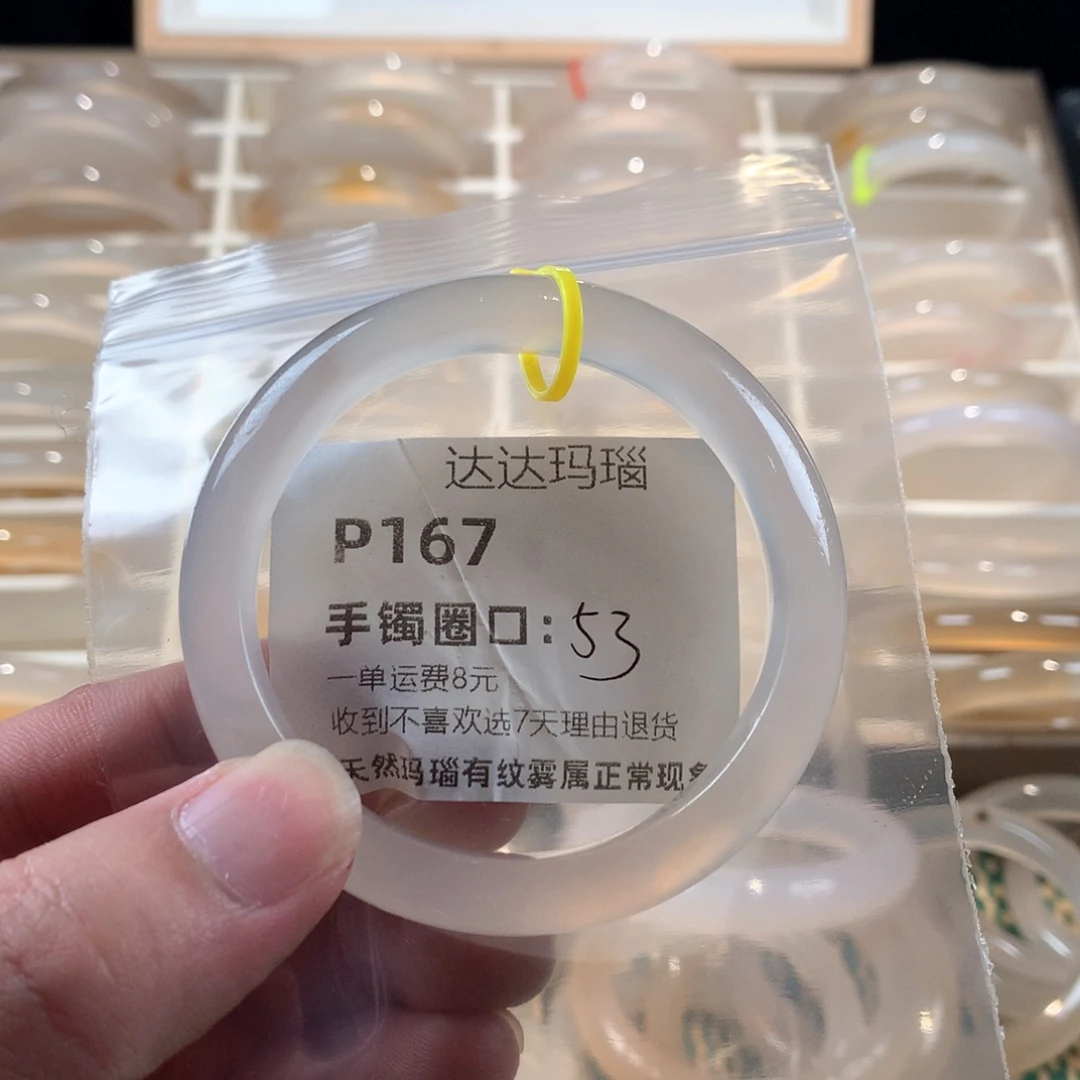 达达玛瑙
P167
手镯圈口：53
一单运费8元
收到不喜欢选7天理由退货
天然玛瑙有纹雾属正常现象